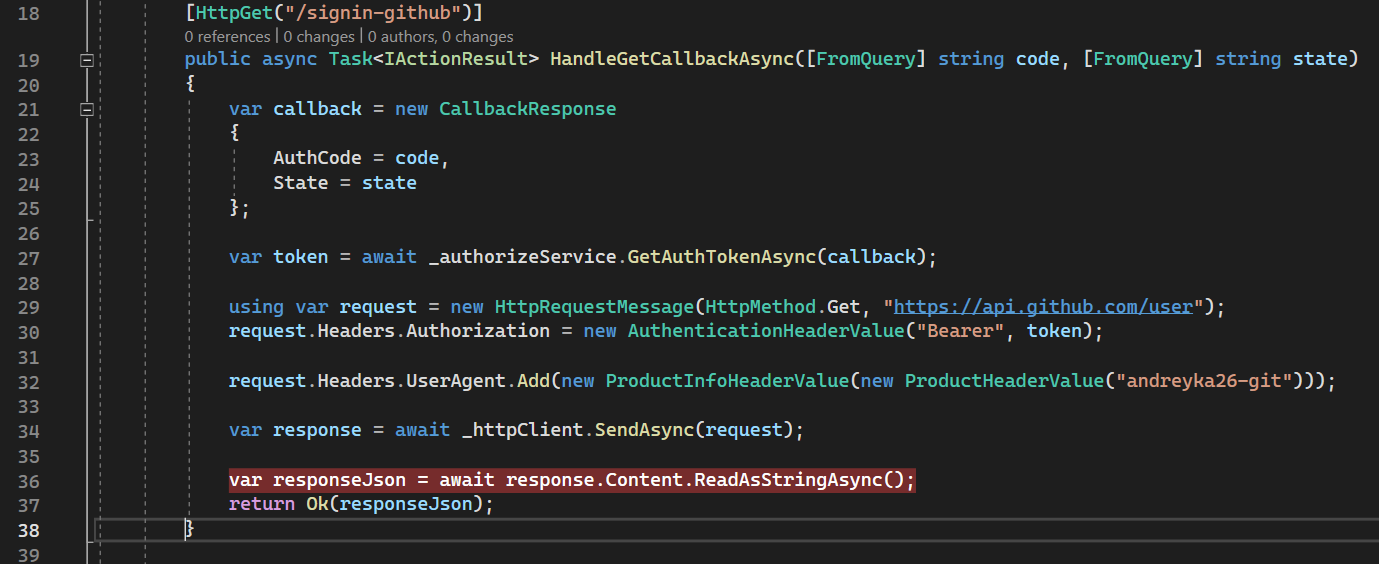 18 [HttpGet("/signin-github")]
0 references | 0 changes | 0 authors, 0 changes
19 public async Task<IActionResult> HandleGetCallbackAsync([FromQuery] string code, [FromQuery] string state)
20 {
21 var callback = new CallbackResponse
22 {
23 AuthCode = code,
24 State = state
25 };
26
27 var token = await _authorizeService.GetAuthTokenAsync(callback);
28
29 using var request = new HttpRequestMessage(HttpMethod.Get, "https://api.github.com/user");
30 request.Headers.Authorization = new AuthenticationHeaderValue("Bearer", token);
31
32 request.Headers.UserAgent.Add(new ProductInfoHeaderValue(new ProductHeaderValue("andreyka26-git")));
33
34 var response = await _httpClient.SendAsync(request);
35
36 var responseJson = await response.Content.ReadAsStringAsync();
37 return Ok(responseJson);
38 }
39